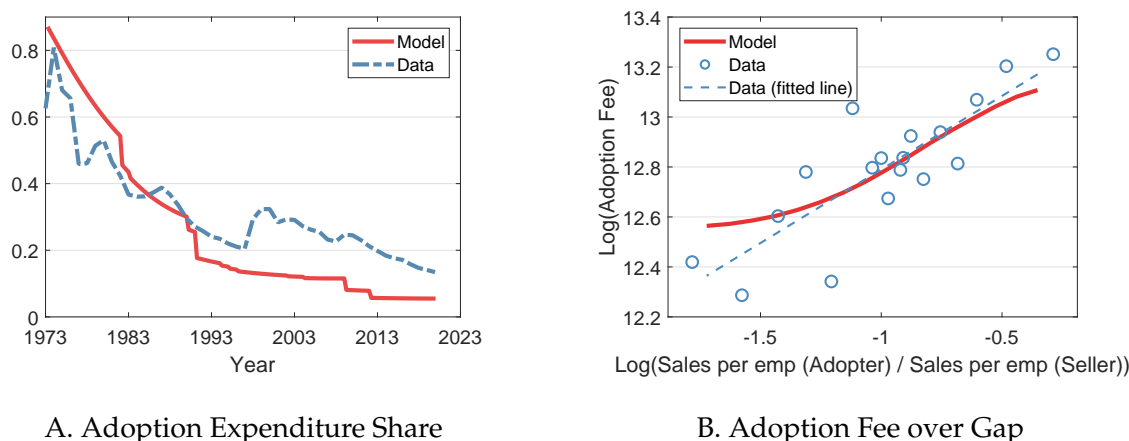 0.8
0.6
0.4
0.2
0
1973
1983
1993
2003
2013
2023
Year
Model
Data
A. Adoption Expenditure Share
Log(Adoption Fee)
13.4
13.2
13
12.8
12.6
12.4
12.2
-1.5
-1
-0.5
Log(Sales per emp (Adopter) / Sales per emp (Seller))
Model
Data
Data (fitted line)
B. Adoption Fee over Gap